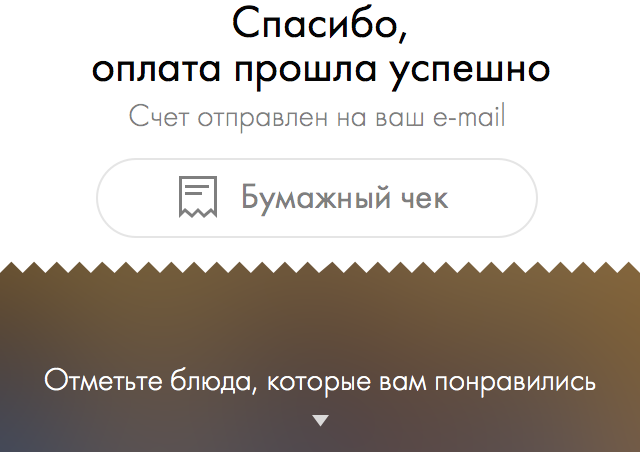 Спасибо,
оплата прошла успешно
Счет отправлен на ваш e-mail
Бумажный чек
Отметьте блюда, которые вам понравились